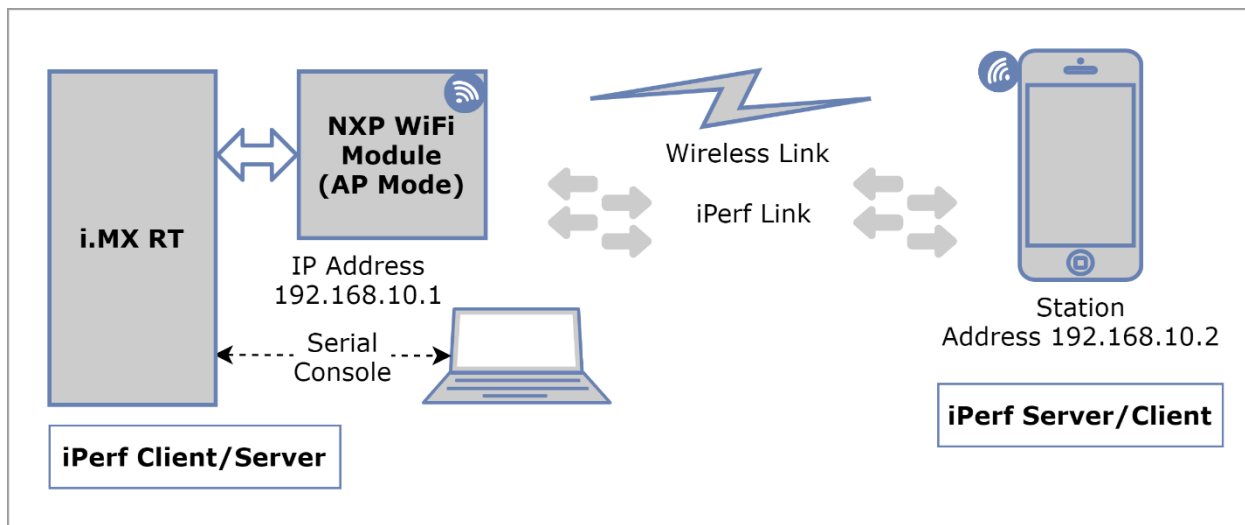 i.MX RT
NXP WiFi
Module
(AP Mode)
IP Address
192.168.10.1
Serial
Console
iPerf Client/Server
Wireless Link
iPerf Link
Station
Address 192.168.10.2
iPerf Server/Client